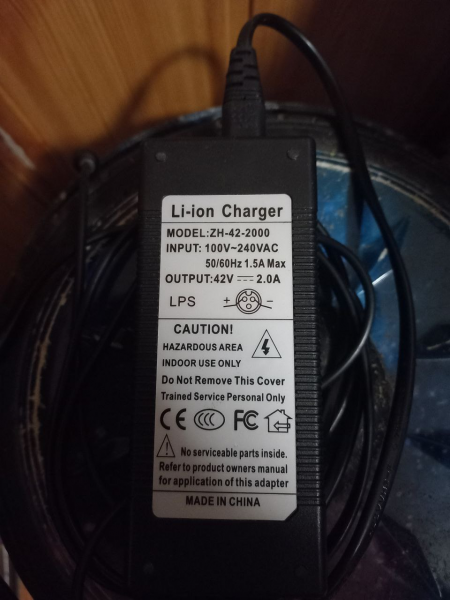 Li-ion Charger
MODEL:ZH-42-2000
INPUT: 100V~240VAC
50/60Hz 1.5A Max
OUTPUT:42V ⎓ 2.0A
LPS + -
CAUTION!
HAZARDOUS AREA
INDOOR USE ONLY
Do Not Remove This Cover
Trained Service Personal Only
CE CCC FC
No serviceable parts inside.
Refer to product owners manual
for application of this adapter
MADE IN CHINA